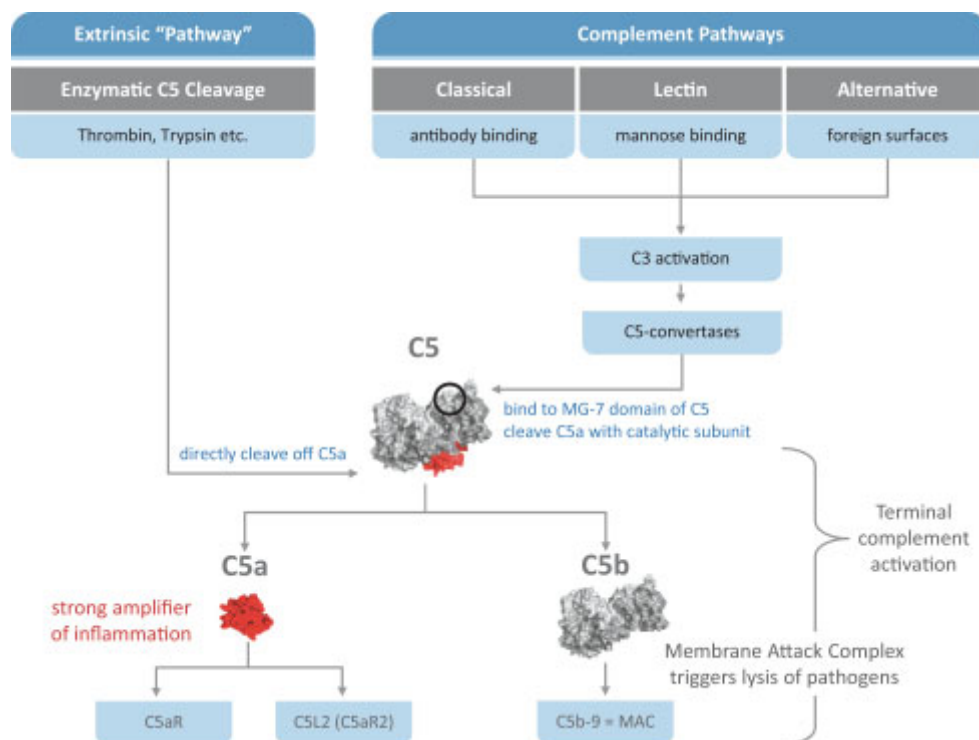 Extrinsic “Pathway”
Enzymatic C5 Cleavage
Thrombin, Trypsin etc.
Complement Pathways
Classical
Lectin
Alternative
antibody binding
mannose binding
foreign surfaces
C3 activation
C5-convertases
C5
bind to MG-7 domain of C5
cleave C5a with catalytic subunit
directly cleave off C5a
Terminal
complement
activation
C5a
strong amplifier
of inflammation
C5b
Membrane Attack Complex
triggers lysis of pathogens
C5aR
C5L2 (C5aR2)
C5b-9 = MAC